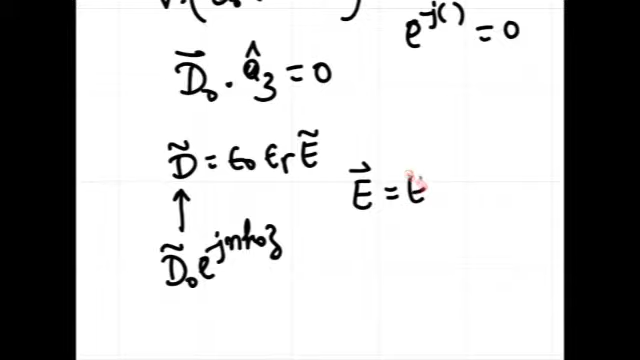 e^-j() = 0
D̃₀ . â₃ = 0
D̃ = ϵ₀ ϵr Ẽ
E⃗ = E
↑
D̃₀ e^-jnk₀z